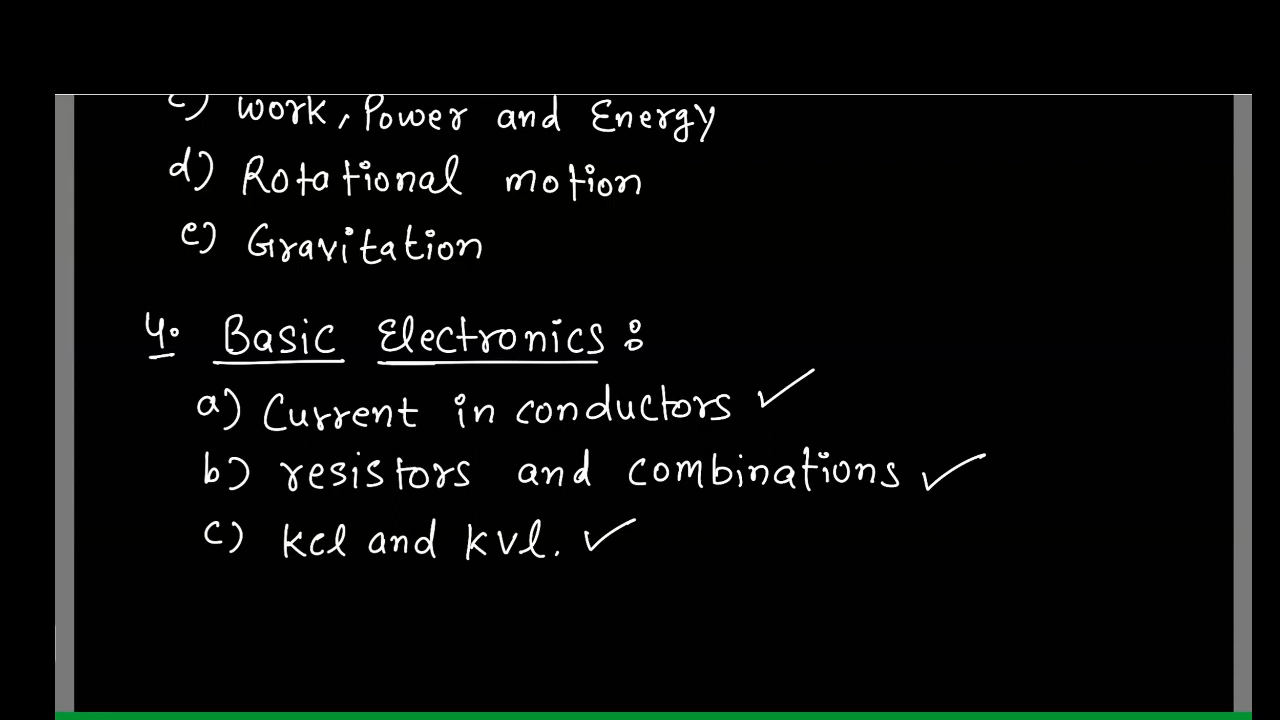 c) Work, Power and Energy
d) Rotational motion
e) Gravitation
4. Basic Electronics :
a) Current in conductors ✓
b) resistors and combinations ✓
c) kcl and kvl. ✓